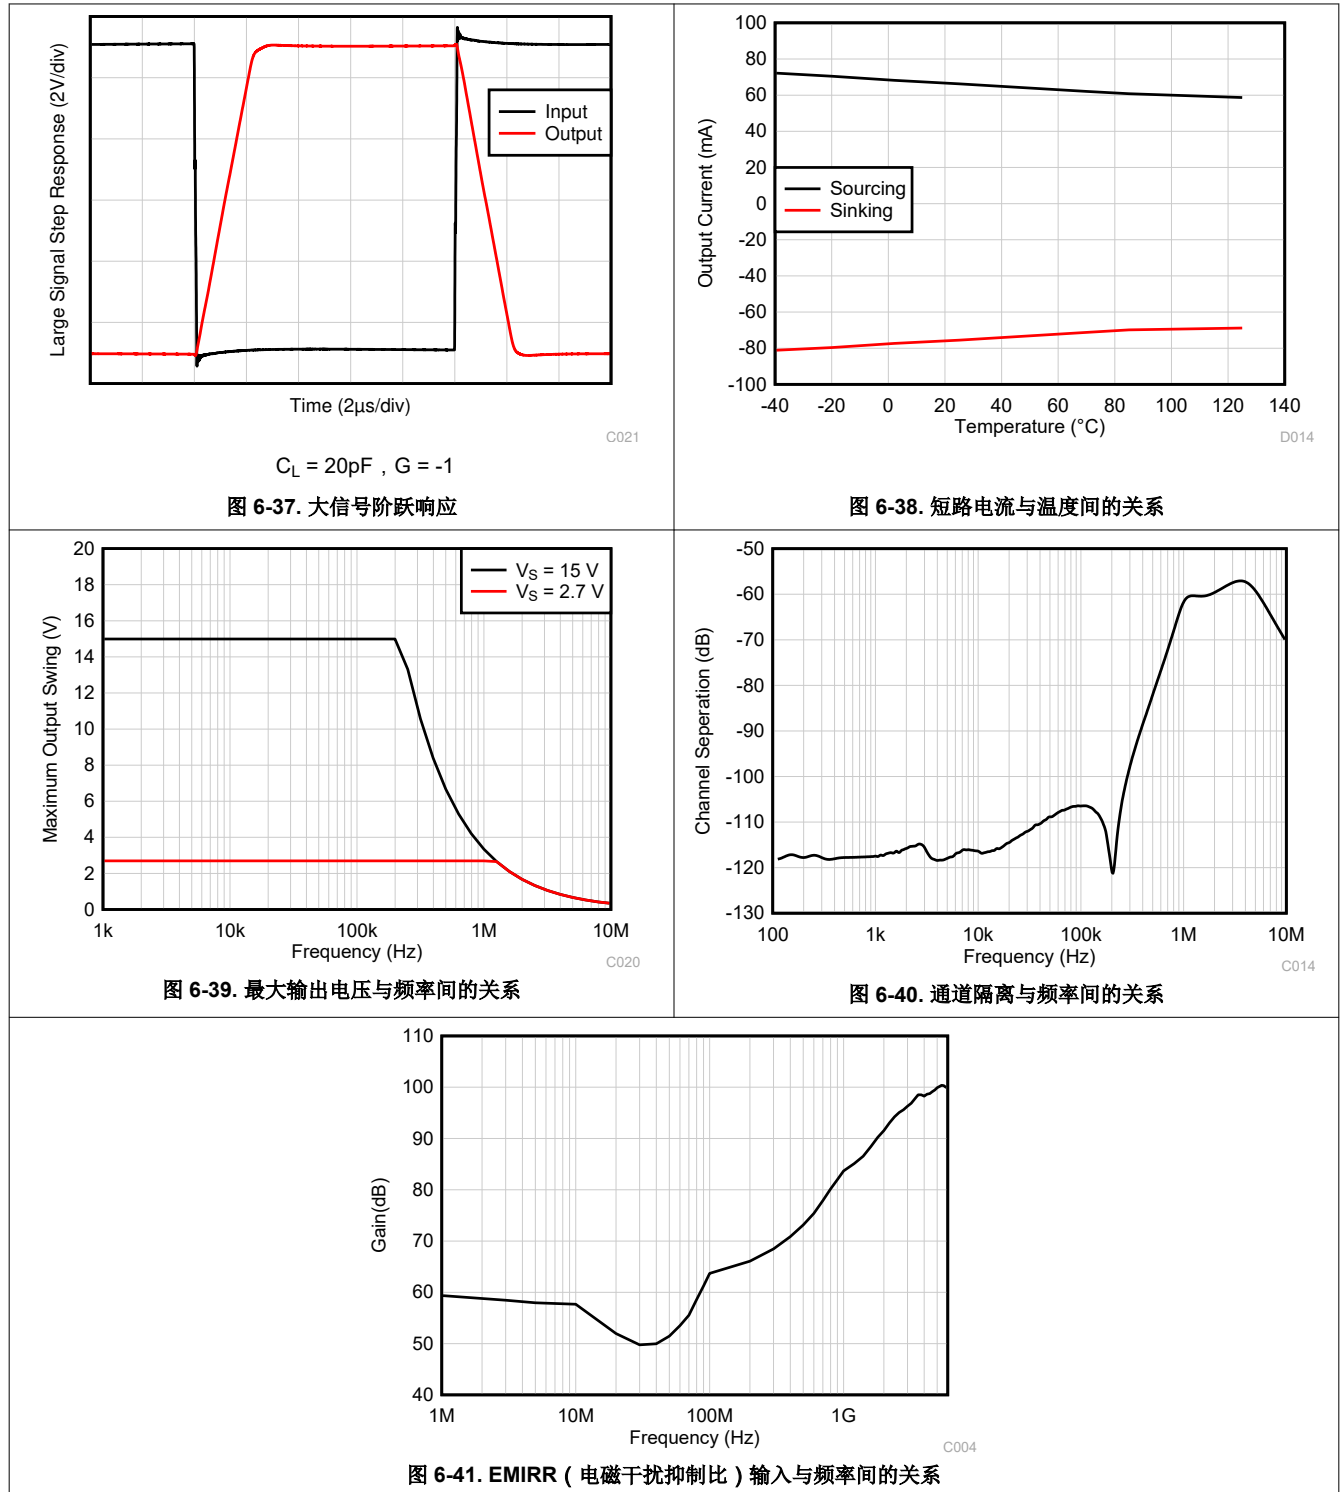 Large Signal Step Response (2V/div)
Input
Output
Time (2µs/div)
C021
C_L = 20pF，G = -1
图 6-37. 大信号阶跃响应
Output Current (mA)
100
80
60
40
20
0
-20
-40
-60
-80
-100
Sourcing
Sinking
-40 -20 0 20 40 60 80 100 120 140
Temperature (°C)
D014
图 6-38. 短路电流与温度间的关系
Maximum Output Swing (V)
20
18
16
14
12
10
8
6
4
2
0
V_S = 15 V
V_S = 2.7 V
1k 10k 100k 1M 10M
Frequency (Hz)
C020
图 6-39. 最大输出电压与频率间的关系
Channel Seperation (dB)
-50
-60
-70
-80
-90
-100
-110
-120
-130
100 1k 10k 100k 1M 10M
Frequency (Hz)
C014
图 6-40. 通道隔离与频率间的关系
Gain(dB)
110
100
90
80
70
60
50
40
1M 10M 100M 1G
Frequency (Hz)
C004
图 6-41. EMIRR（电磁干扰抑制比）输入与频率间的关系